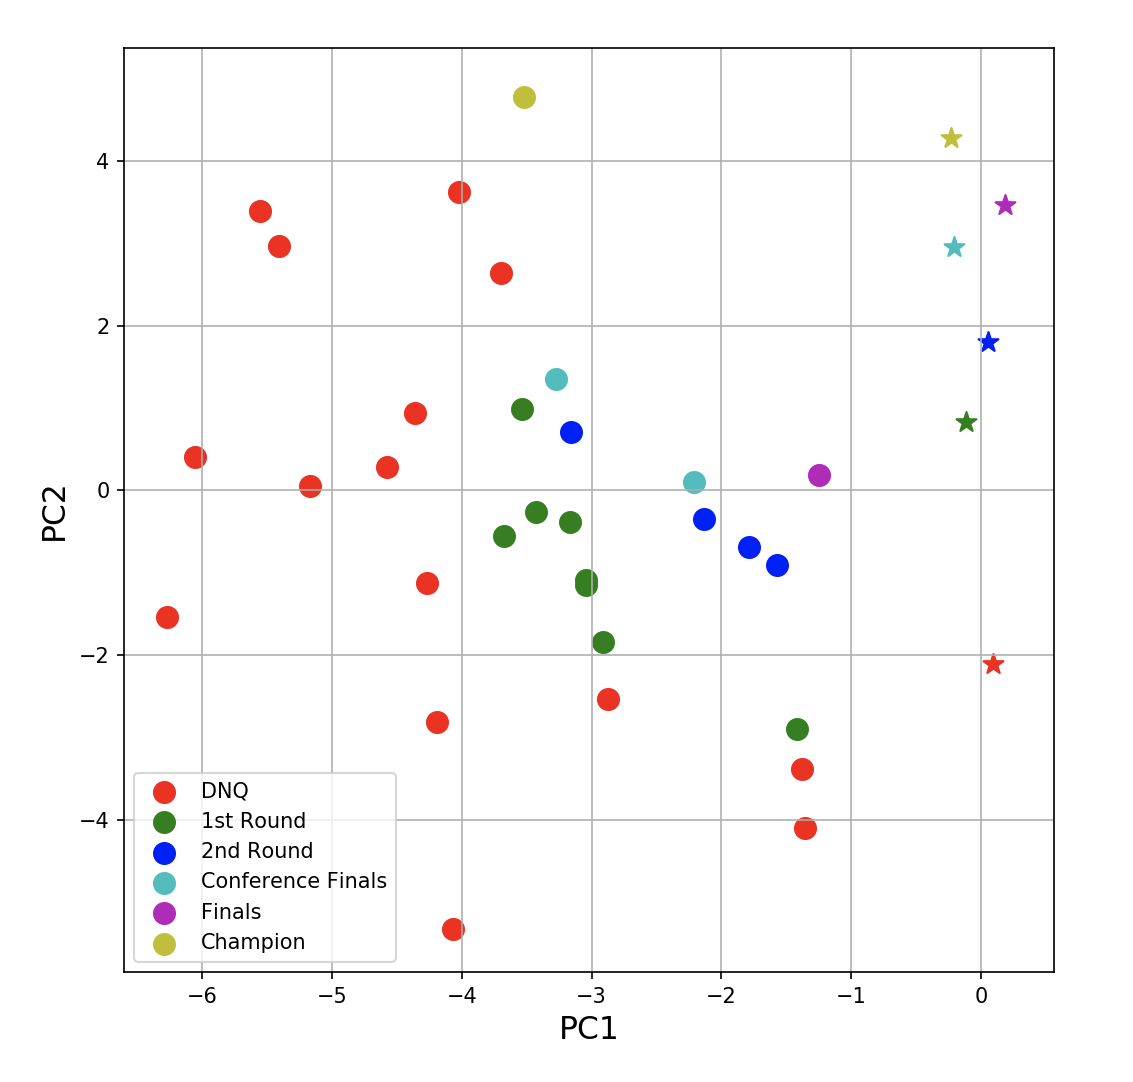 4
2
0
−2
−4
PC2
DNQ
1st Round
2nd Round
Conference Finals
Finals
Champion
−6 −5 −4 −3 −2 −1 0
PC1